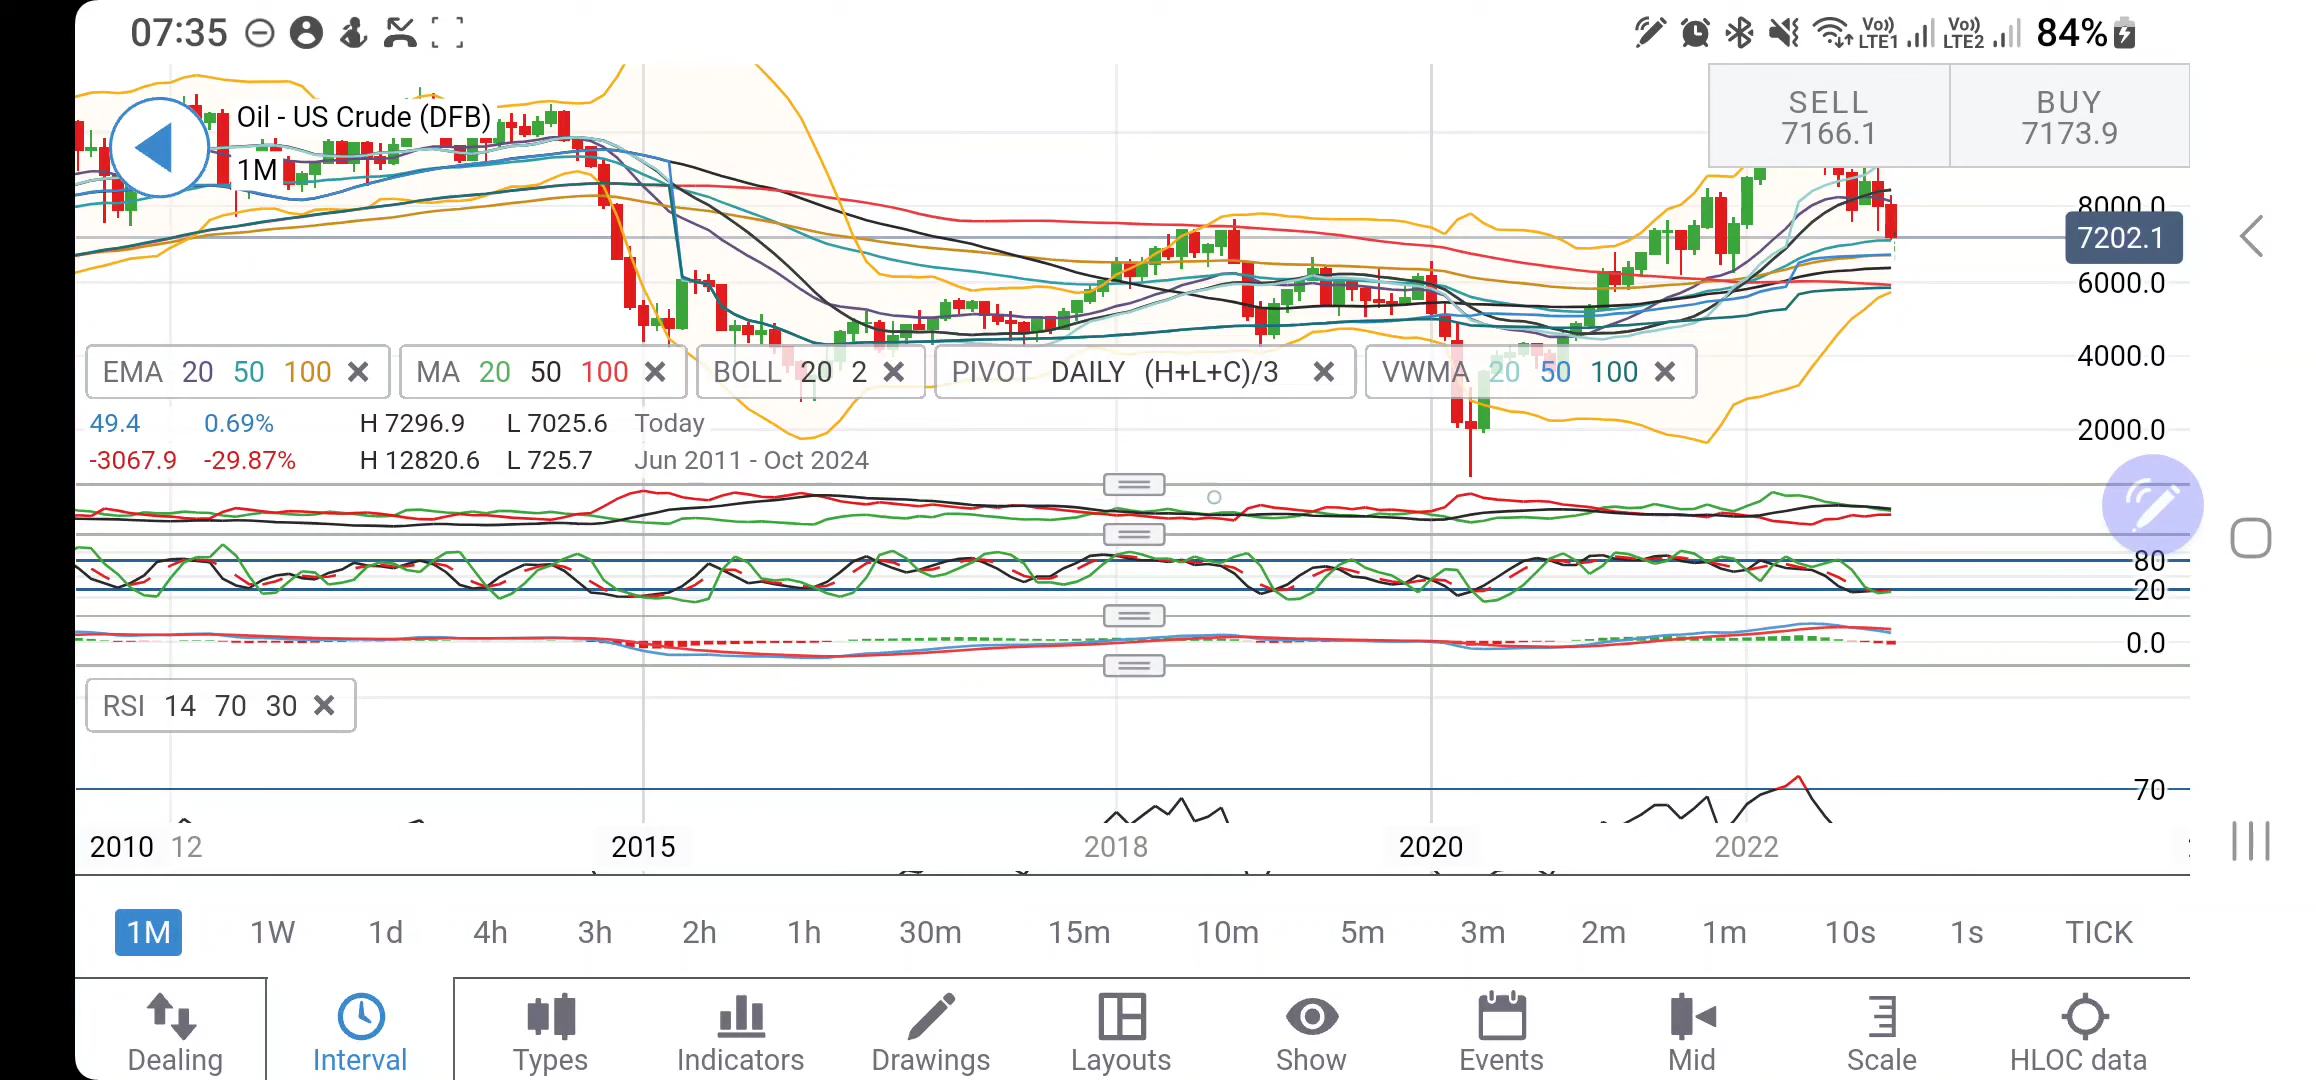 07:35 Vo)) LTE1 Vo)) LTE2 84%
Oil - US Crude (DFB)
1M
SELL BUY
7166.1 7173.9
8000.0
7202.1
6000.0
4000.0
2000.0
EMA 20 50 100 MA 20 50 100 BOLL 20 2 PIVOT DAILY (H+L+C)/3 VWMA 20 50 100
49.4 0.69% H 7296.9 L 7025.6 Today
-3067.9 -29.87% H 12820.6 L 725.7 Jun 2011 - Oct 2024
80
20
0.0
RSI 14 70 30
70
2010 12 2015 2018 2020 2022
1M 1W 1d 4h 3h 2h 1h 30m 15m 10m 5m 3m 2m 1m 10s 1s TICK
Dealing Interval Types Indicators Drawings Layouts Show Events Mid Scale HLOC data